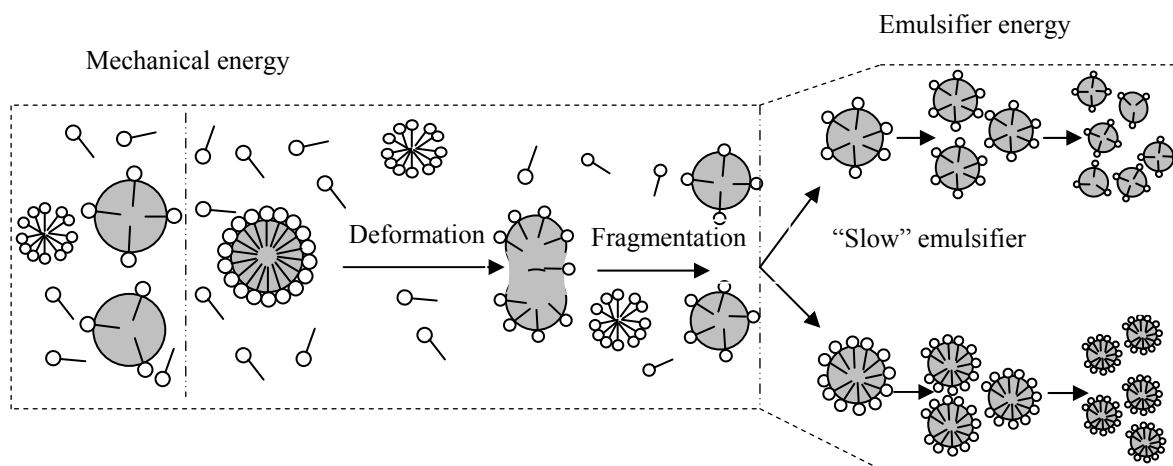 Emulsifier energy
Mechanical energy
Deformation
Fragmentation
“Slow” emulsifier